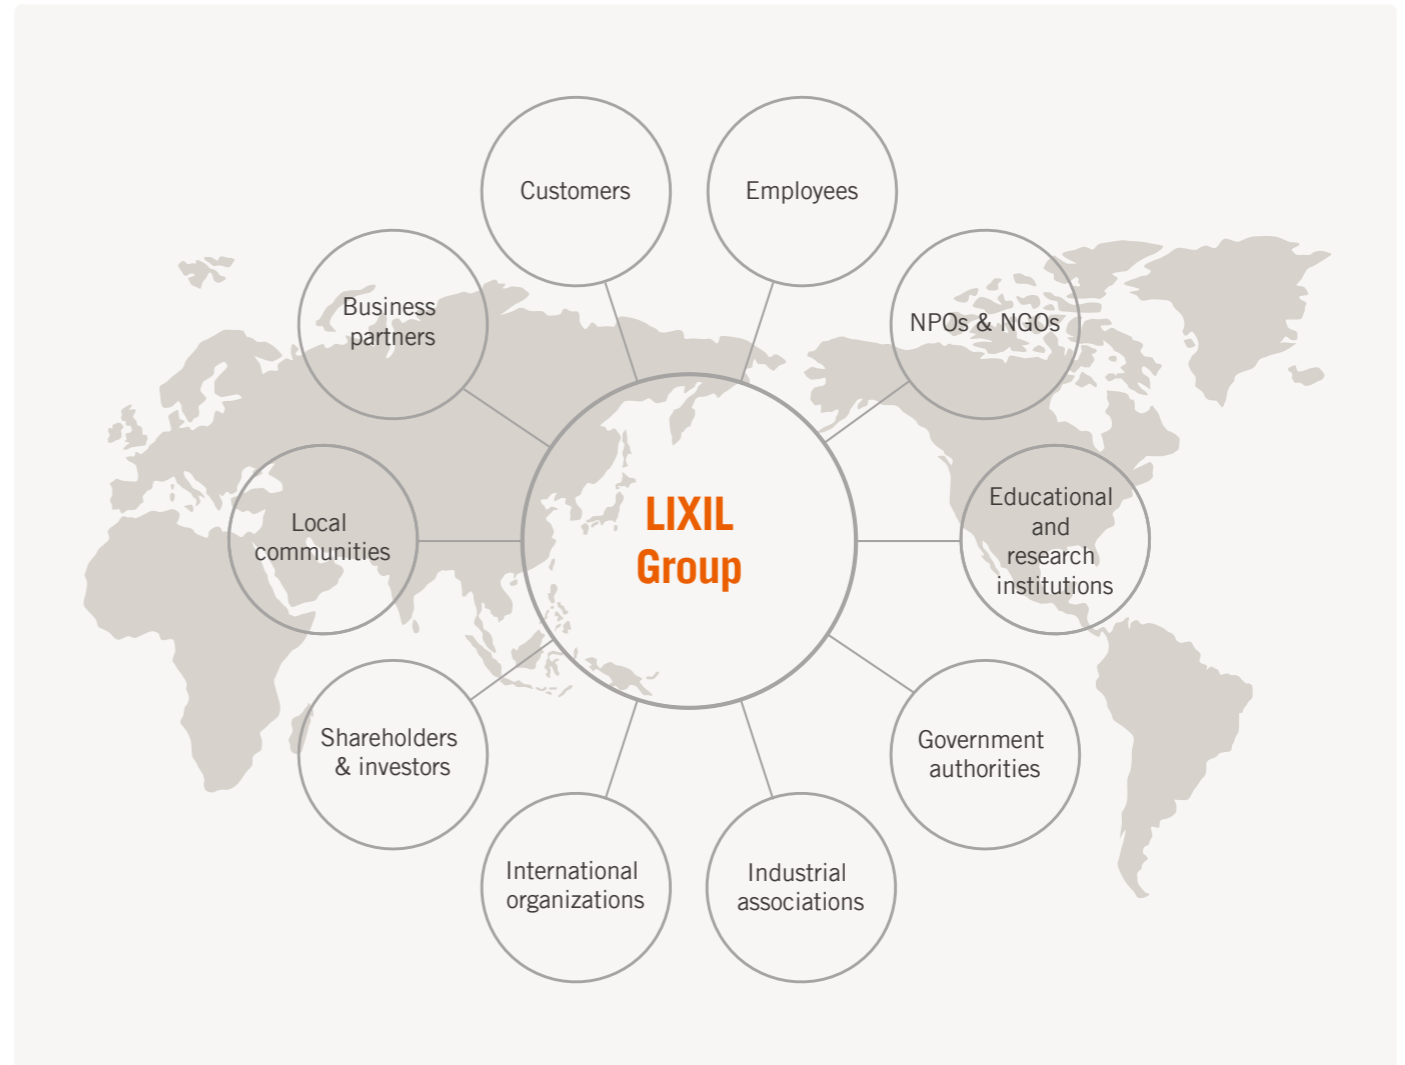 Customers
Employees
Business
partners
NPOs & NGOs
Local
communities
LIXIL
Group
Educational
and
research
institutions
Shareholders
& investors
Government
authorities
International
organizations
Industrial
associations